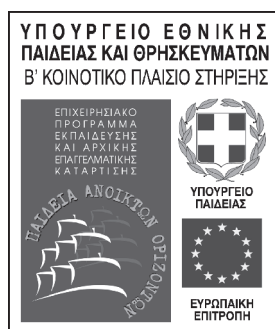 ΥΠΟΥΡΓΕΙΟ ΕΘΝΙΚΗΣ
ΠΑΙΔΕΙΑΣ ΚΑΙ ΘΡΗΣΚΕΥΜΑΤΩΝ
Β' ΚΟΙΝΟΤΙΚΟ ΠΛΑΙΣΙΟ ΣΤΗΡΙΞΗΣ
ΕΠΙΧΕΙΡΗΣΙΑΚΟ
ΠΡΟΓΡΑΜΜΑ
ΕΚΠΑΙΔΕΥΣΗΣ
ΚΑΙ ΑΡΧΙΚΗΣ
ΕΠΑΓΓΕΛΜΑΤΙΚΗΣ
ΚΑΤΑΡΤΙΣΗΣ
ΠΑΙΔΕΙΑ ΑΝΟΙΚΤΩΝ ΟΡΙΖΟΝΤΩΝ
ΥΠΟΥΡΓΕΙΟ
ΠΑΙΔΕΙΑΣ
ΕΥΡΩΠΑΙΚΗ
ΕΠΙΤΡΟΠΗ